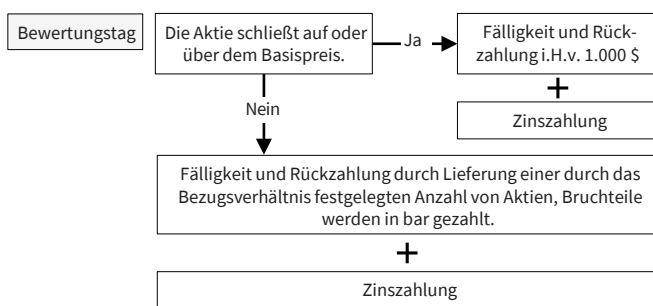 Bewertungstag
Die Aktie schließt auf oder
über dem Basispreis.
Ja
Fälligkeit und Rück-
zahlung i.H.v. 1.000 $
+
Zinszahlung
Nein
Fälligkeit und Rückzahlung durch Lieferung einer durch das
Bezugsverhältnis festgelegten Anzahl von Aktien, Bruchteile
werden in bar gezahlt.
+
Zinszahlung